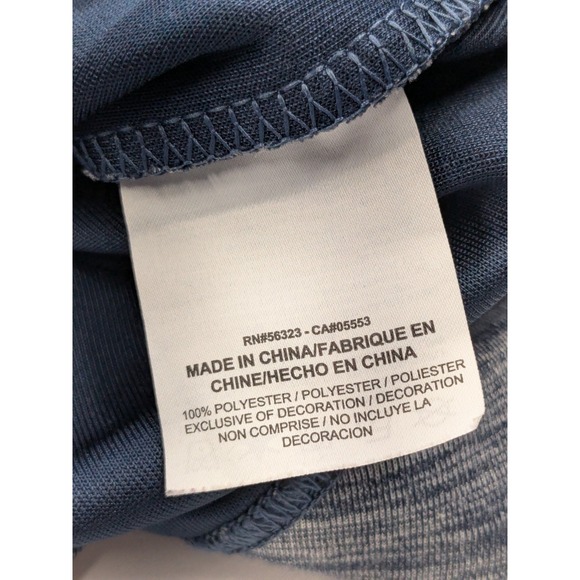 RN#56323 - CA#05553
MADE IN CHINA/FABRIQUE EN
CHINE/HECHO EN CHINA
100% POLYESTER / POLYESTER / POLIESTER
EXCLUSIVE OF DECORATION / DECORATION
NON COMPRISE / NO INCLUYE LA
DECORACION